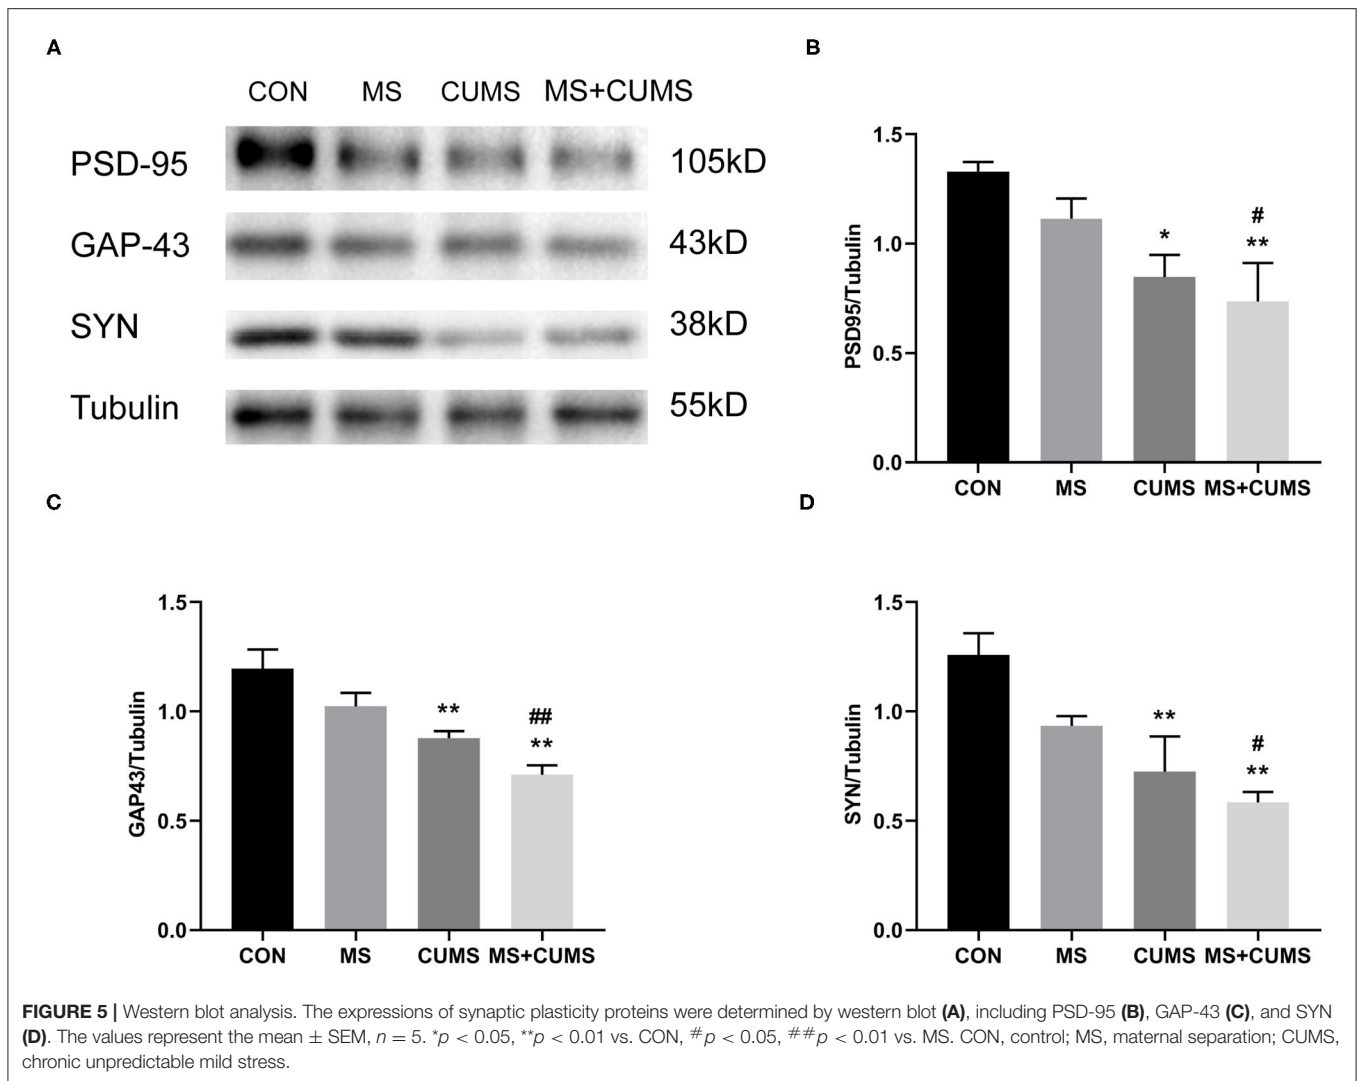 A
CON MS CUMS MS+CUMS
PSD-95 105kD
GAP-43 43kD
SYN 38kD
Tubulin 55kD
B
PSD95/Tubulin
1.5
1.0
0.5
0.0
*
#
**
CON MS CUMS MS+CUMS
C
GAP43/Tubulin
1.5
1.0
0.5
0.0
**
##
**
CON MS CUMS MS+CUMS
D
SYN/Tubulin
1.5
1.0
0.5
0.0
**
#
**
CON MS CUMS MS+CUMS
FIGURE 5 | Western blot analysis. The expressions of synaptic plasticity proteins were determined by western blot (A), including PSD-95 (B), GAP-43 (C), and SYN
(D). The values represent the mean ± SEM, n = 5. *p < 0.05, **p < 0.01 vs. CON, #p < 0.05, ##p < 0.01 vs. MS. CON, control; MS, maternal separation; CUMS,
chronic unpredictable mild stress.